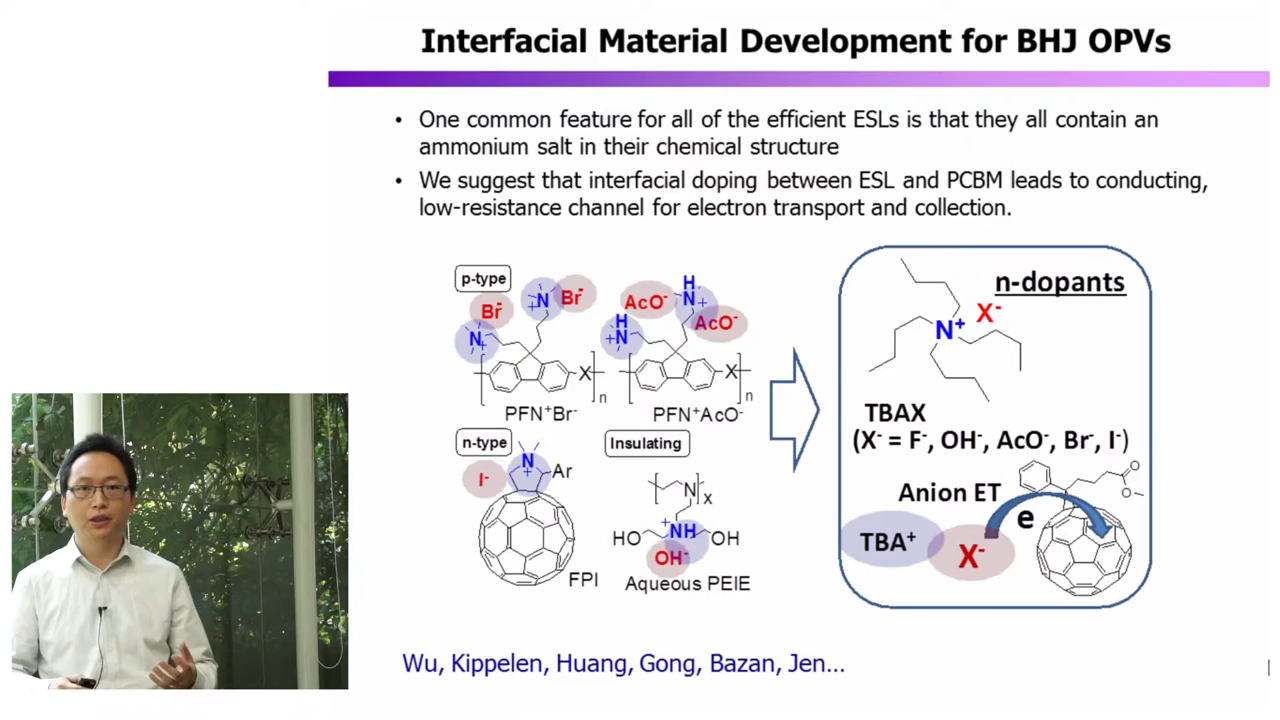 Interfacial Material Development for BHJ OPVs
• One common feature for all of the efficient ESLs is that they all contain an
ammonium salt in their chemical structure
• We suggest that interfacial doping between ESL and PCBM leads to conducting,
low-resistance channel for electron transport and collection.
p-type
Br⁻
N⁺
Br⁻
N⁺
X
n
PFN⁺Br⁻
AcO⁻
H
N⁺
AcO⁻
H
N⁺
X
n
PFN⁺AcO⁻
n-type
I⁻
N⁺
Ar
FPI
Insulating
N
x
⁺NH
HO
OH
OH⁻
Aqueous PEIE
n-dopants
N⁺
X⁻
TBAX
(X⁻ = F⁻, OH⁻, AcO⁻, Br⁻, I⁻)
Anion ET
e
TBA⁺
X⁻
O
O
Wu, Kippelen, Huang, Gong, Bazan, Jen...